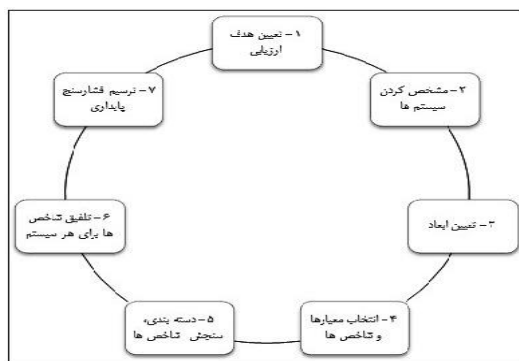 ۱- تعیین هدف
ارزیابی
۲- مشخص کردن
سیستم ها
۳- تعیین ابعاد
۴- انتخاب معیارها
و شاخص ها
۵- دسته بندی،
سنجش شاخص ها
۶- تلفیق شاخص
ها برای هر سیستم
۷- ترسیم فشارسنج
پایداری